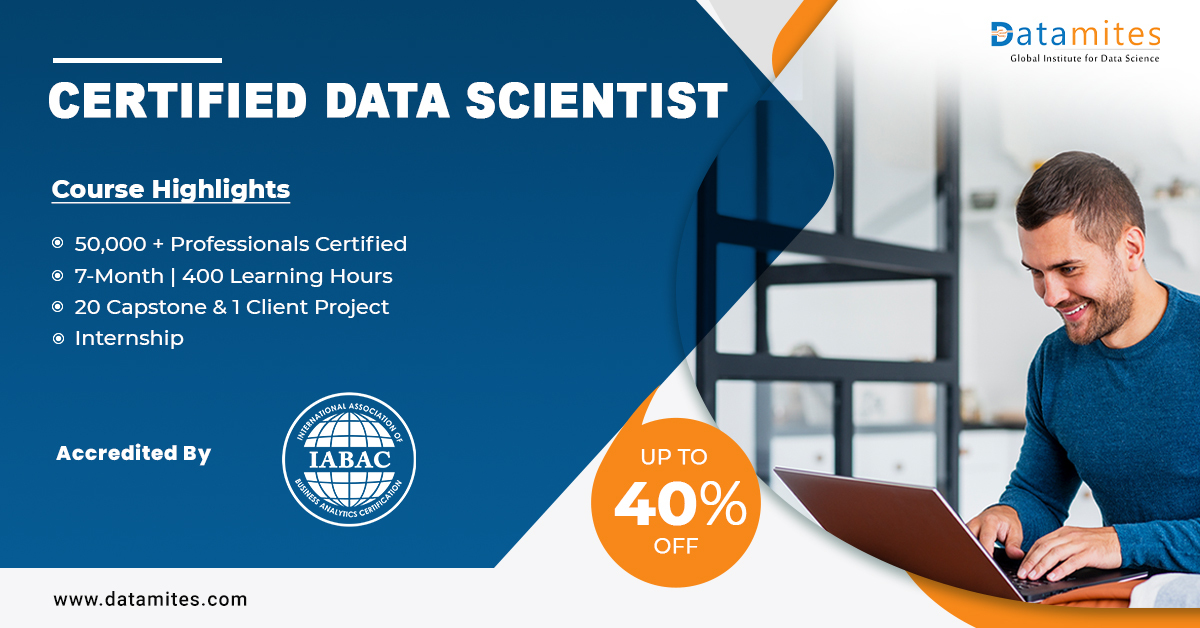 Datamites
Global Institute for Data Science
CERTIFIED DATA SCIENTIST
Course Highlights
50,000 + Professionals Certified
7-Month | 400 Learning Hours
20 Capstone & 1 Client Project
Internship
Accredited By
INTERNATIONAL ASSOCIATION OF
IABAC
BUSINESS ANALYTICS CERTIFICATION
UP TO
40%
OFF
www.datamites.com